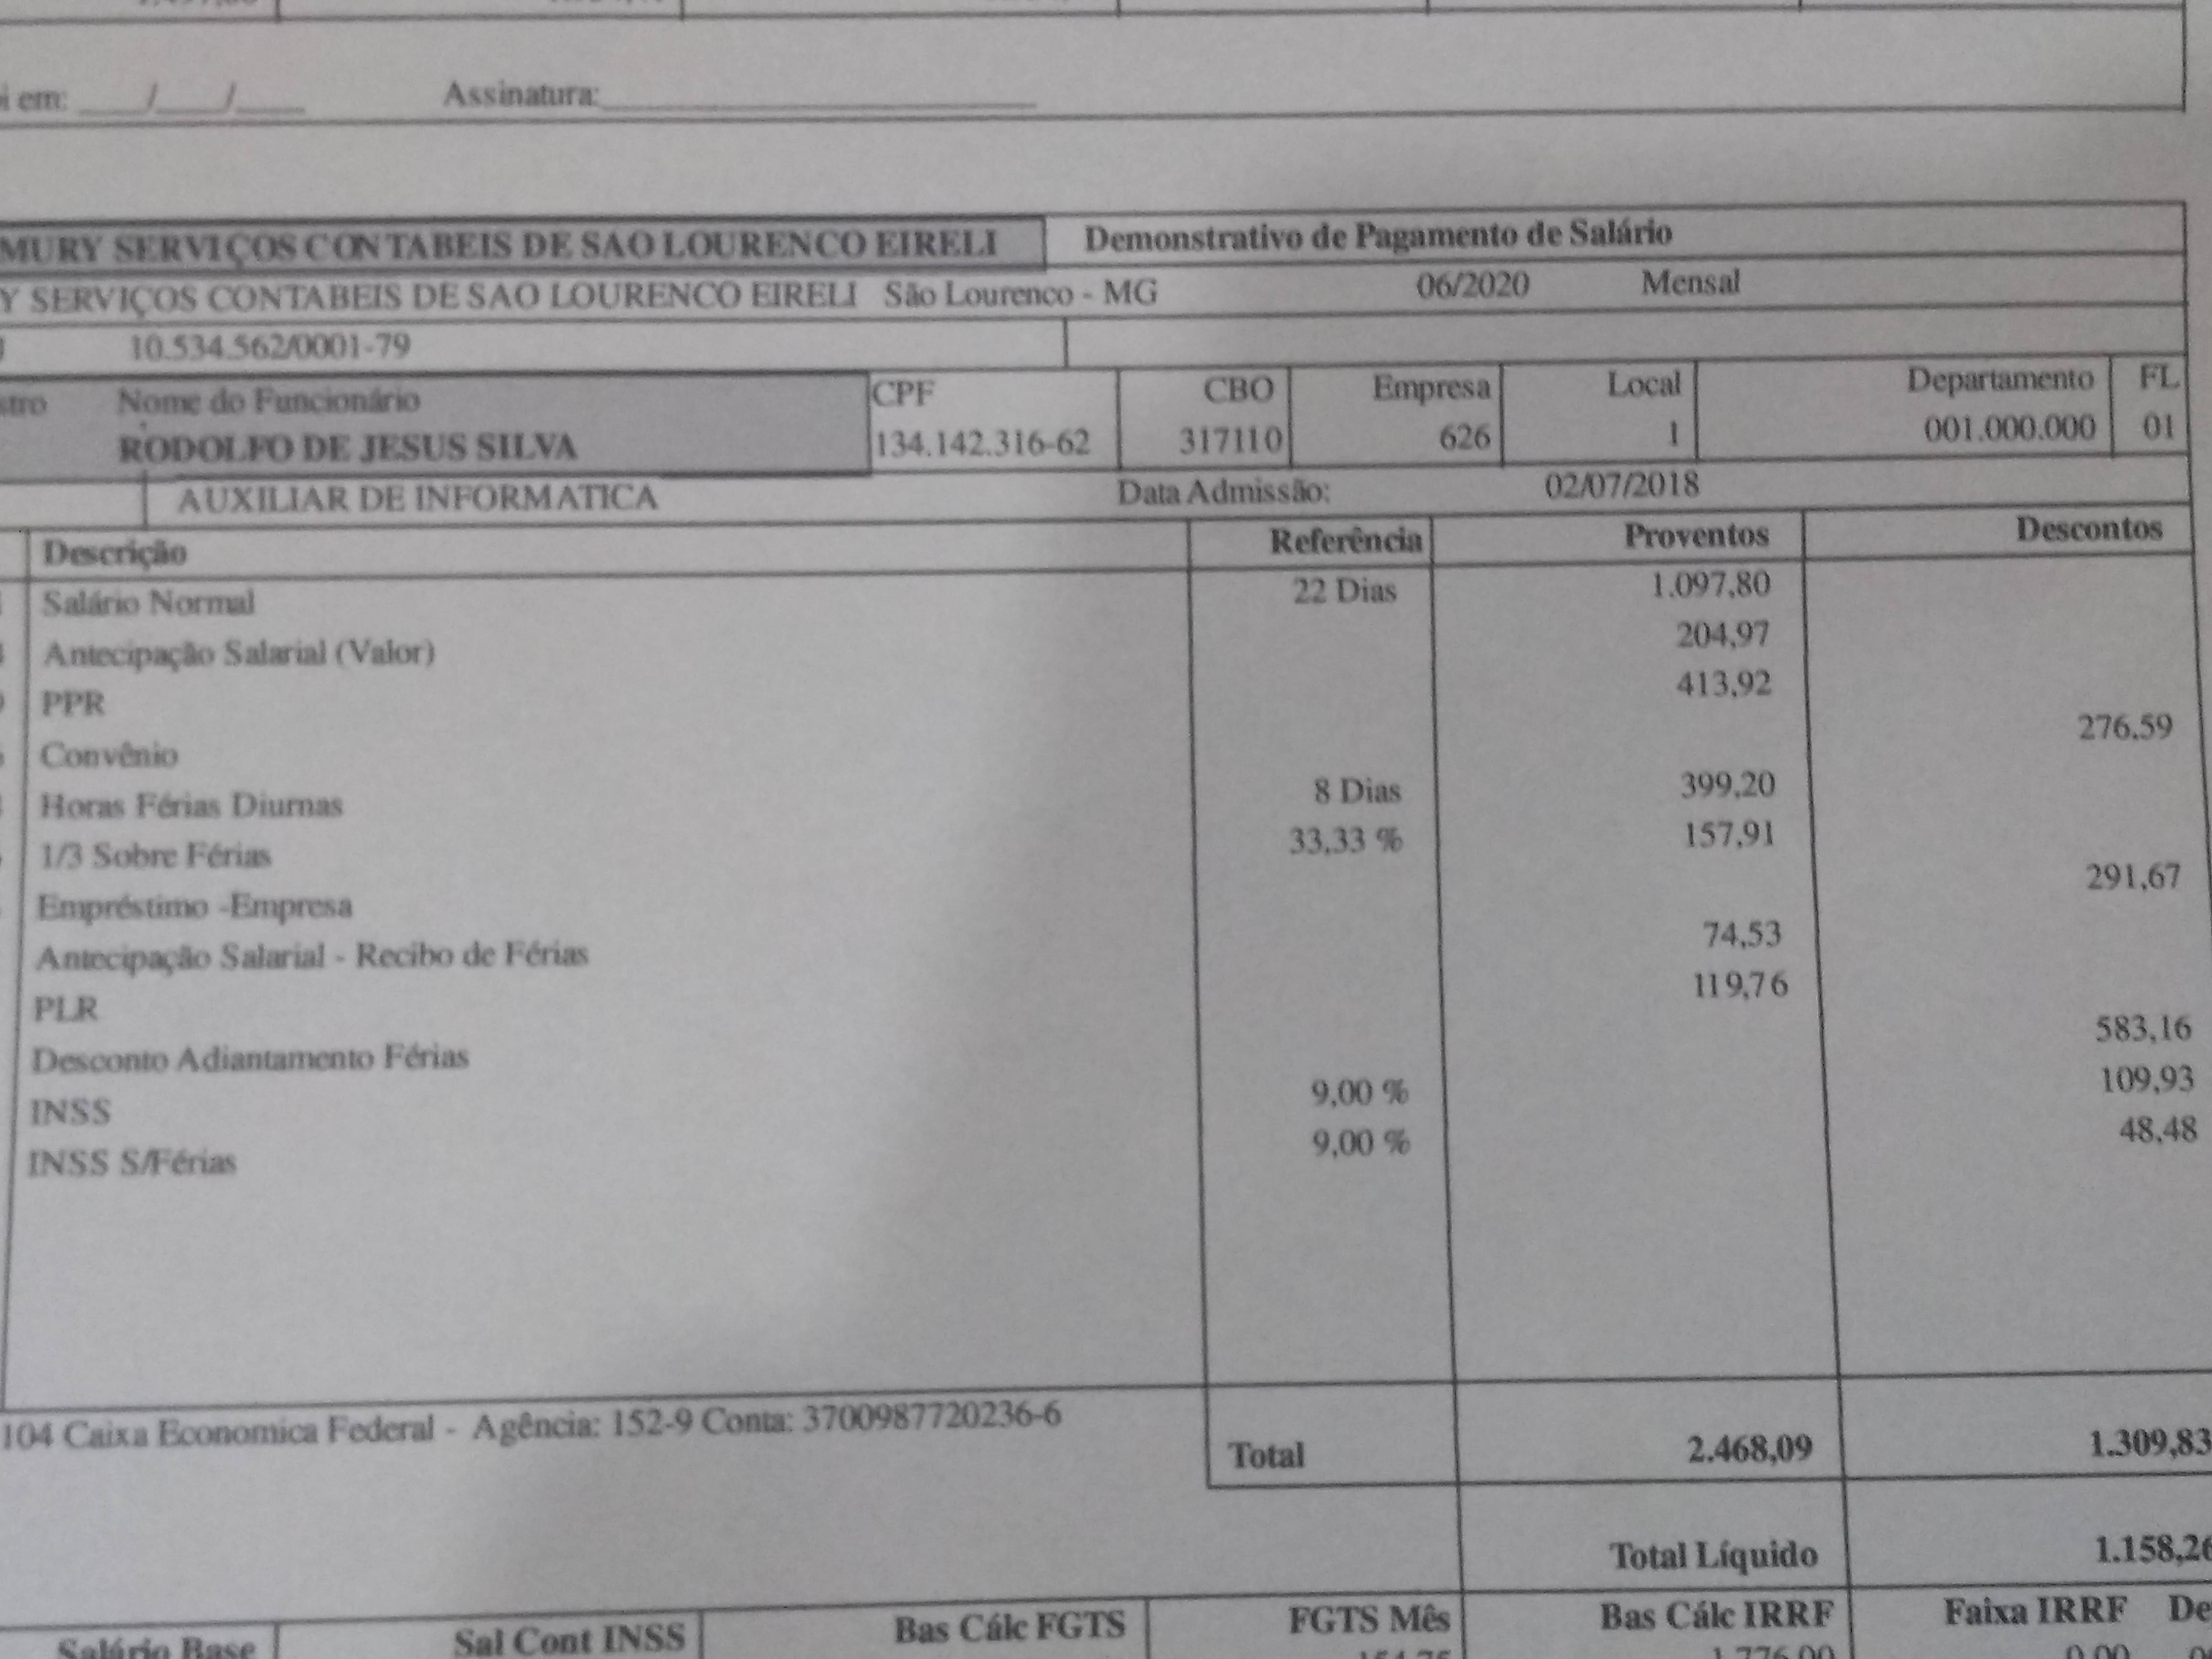 i em: ___/___/___ Assinatura:
MURY SERVIÇOS CONTABEIS DE SAO LOURENCO EIRELI Demonstrativo de Pagamento de Salário
Y SERVIÇOS CONTABEIS DE SAO LOURENCO EIRELI São Lourenco - MG 06/2020 Mensal
10.534.562/0001-79
stro Nome do Funcionário CPF CBO Empresa Local Departamento FL
RODOLFO DE JESUS SILVA 134.142.316-62 317110 626 1 001.000.000 01
AUXILIAR DE INFORMATICA Data Admissão: 02/07/2018
Descrição Referência Proventos Descontos
Salário Normal 22 Dias 1.097,80
Antecipação Salarial (Valor) 204,97
PPR 413,92
Convênio 276,59
Horas Férias Diurnas 8 Dias 399,20
1/3 Sobre Férias 33,33 % 157,91
Empréstimo -Empresa 291,67
Antecipação Salarial - Recibo de Férias 74,53
PLR 119,76
Desconto Adiantamento Férias 583,16
INSS 9,00 % 109,93
INSS S/Férias 9,00 % 48,48
104 Caixa Economica Federal - Agência: 152-9 Conta: 3700987720236-6
Total 2.468,09 1.309,83
Total Líquido 1.158,26
Salário Base Sal Cont INSS Bas Cálc FGTS FGTS Mês Bas Cálc IRRF Faixa IRRF De
154,75 1.776,00 0,00